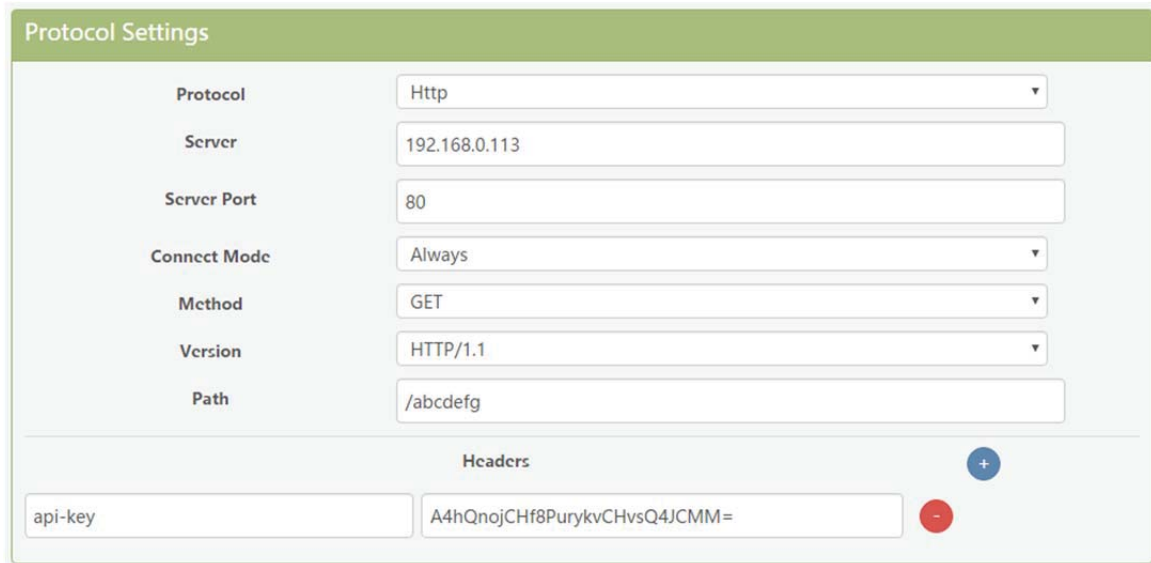 Protocol Settings
Protocol Http
Server 192.168.0.113
Server Port 80
Connect Mode Always
Method GET
Version HTTP/1.1
Path /abcdefg
Headers +
api-key A4hQnojCHf8PurykvCHvsQ4JCMM= -